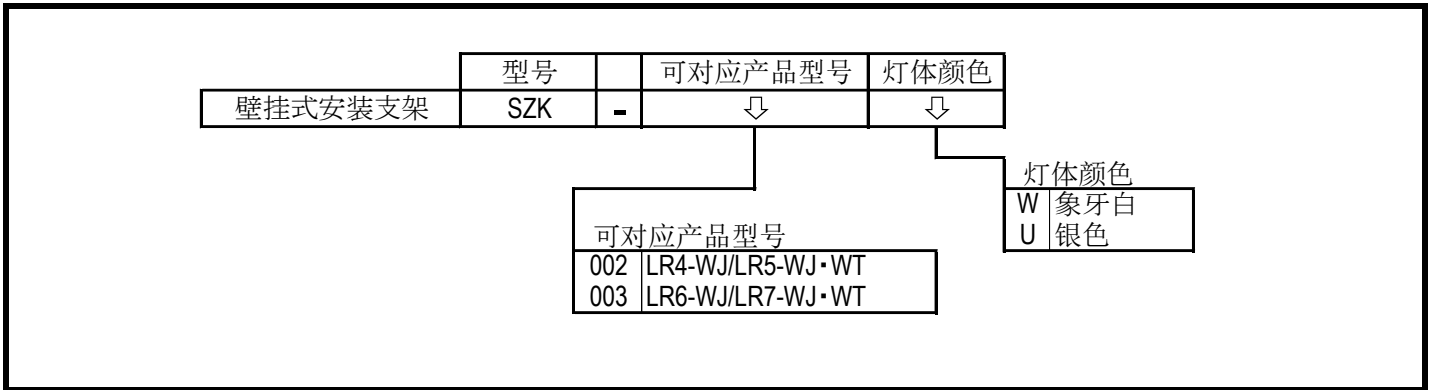 型号 可对应产品型号 灯体颜色
壁挂式安装支架 SZK - ⇩ ⇩
灯体颜色
W 象牙白
U 银色
可对应产品型号
002 LR4-WJ/LR5-WJ･WT
003 LR6-WJ/LR7-WJ･WT